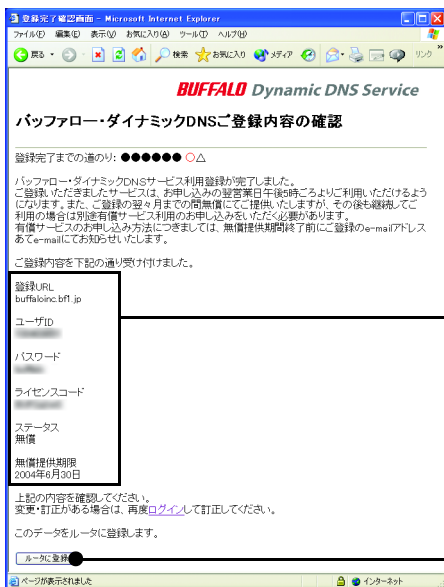 登録完了確認画面 - Microsoft Internet Explorer
ファイル(F) 編集(E) 表示(V) お気に入り(A) ツール(T) ヘルプ(H)
戻る 検索 お気に入り メディア リンク
BUFFALO Dynamic DNS Service
バッファロー・ダイナミックDNSご登録内容の確認
登録完了までの道のり: ●●●●●● ○△
バッファロー・ダイナミックDNSサービス利用登録が完了しました。
ご登録いただきましたサービスは、お申し込みの翌営業日午後5時ごろよりご利用いただけるよう
になります。また、ご登録の翌々月までの間無償にてご提供いたしますが、その後も継続してご
利用の場合は別途有償サービス利用のお申し込みをいただく必要があります。
有償サービスのお申し込み方法につきましては、無償提供期間終了前にご登録のe-mailアドレス
あてe-mailにてお知らせいたします。
ご登録内容を下記の通り受け付けました。
登録URL
buffaloinc.bf1.jp
ユーザID
パスワード
ライセンスコード
ステータス
無償
無償提供期限
2004年6月30日
上記の内容を確認してください。
変更・訂正がある場合は、再度ログインして訂正してください。
このデータをルータに登録します。
ルータに登録
ページが表示されました インターネット